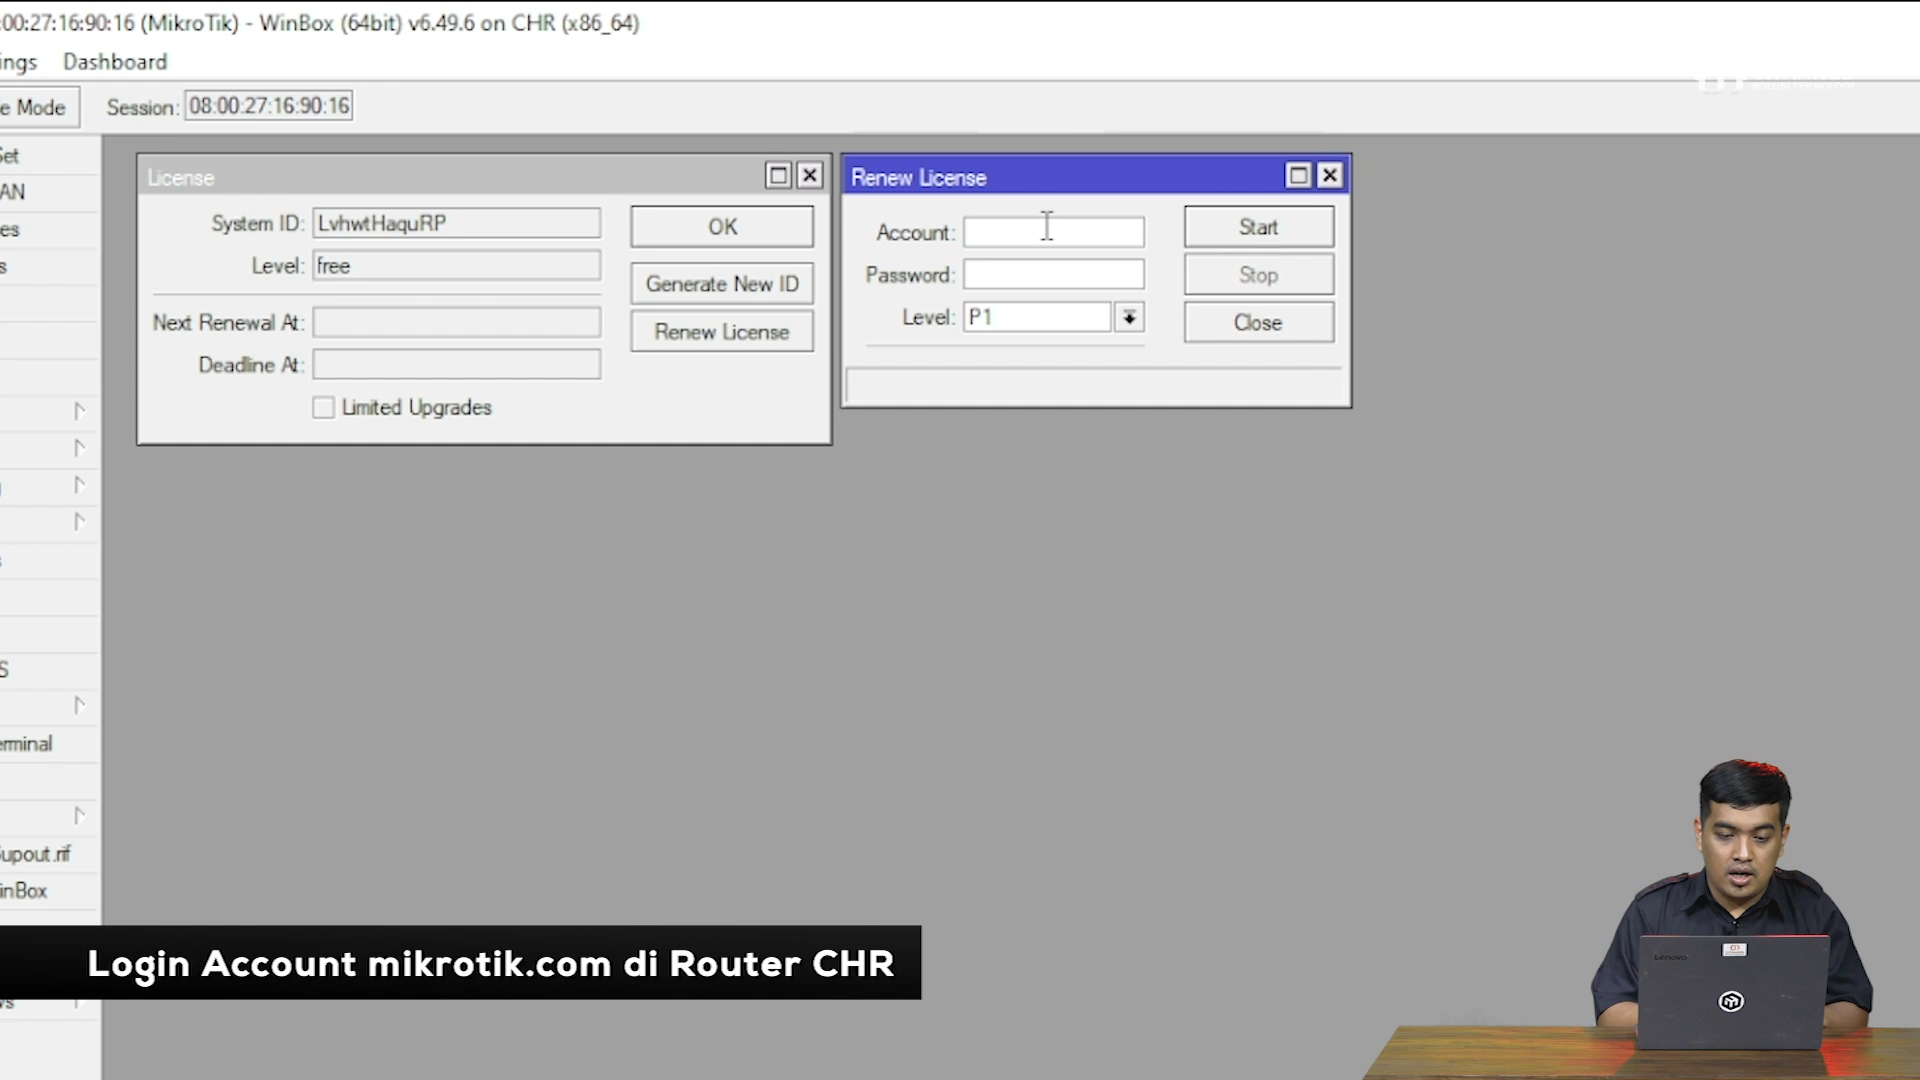 :00:27:16:90:16 (MikroTik) - WinBox (64bit) v6.49.6 on CHR (x86_64)
ings Dashboard
e Mode Session: 08:00:27:16:90:16
Set
AN
es
s
S
erminal
Supout.rif
inBox
vs
License
System ID: LvhwtHaquRP
Level: free
Next Renewal At:
Deadline At:
Limited Upgrades
OK
Generate New ID
Renew License
Renew License
Account:
Password:
Level: P1
Start
Stop
Close
Login Account mikrotik.com di Router CHR
Lenovo